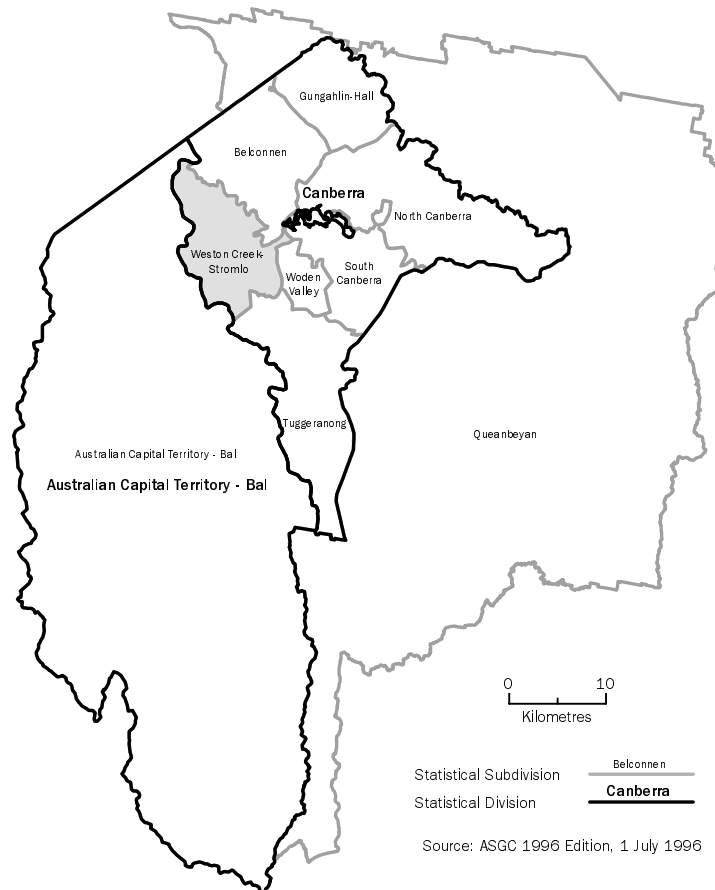 Gungahlin-Hall
Belconnen
Canberra
North Canberra
Weston Creek-
Stromlo
South
Canberra
Woden
Valley
Tuggeranong
Queanbeyan
Australian Capital Territory - Bal
Australian Capital Territory - Bal
0 10
Kilometres
Belconnen
Statistical Subdivision
Canberra
Statistical Division
Source: ASGC 1996 Edition, 1 July 1996